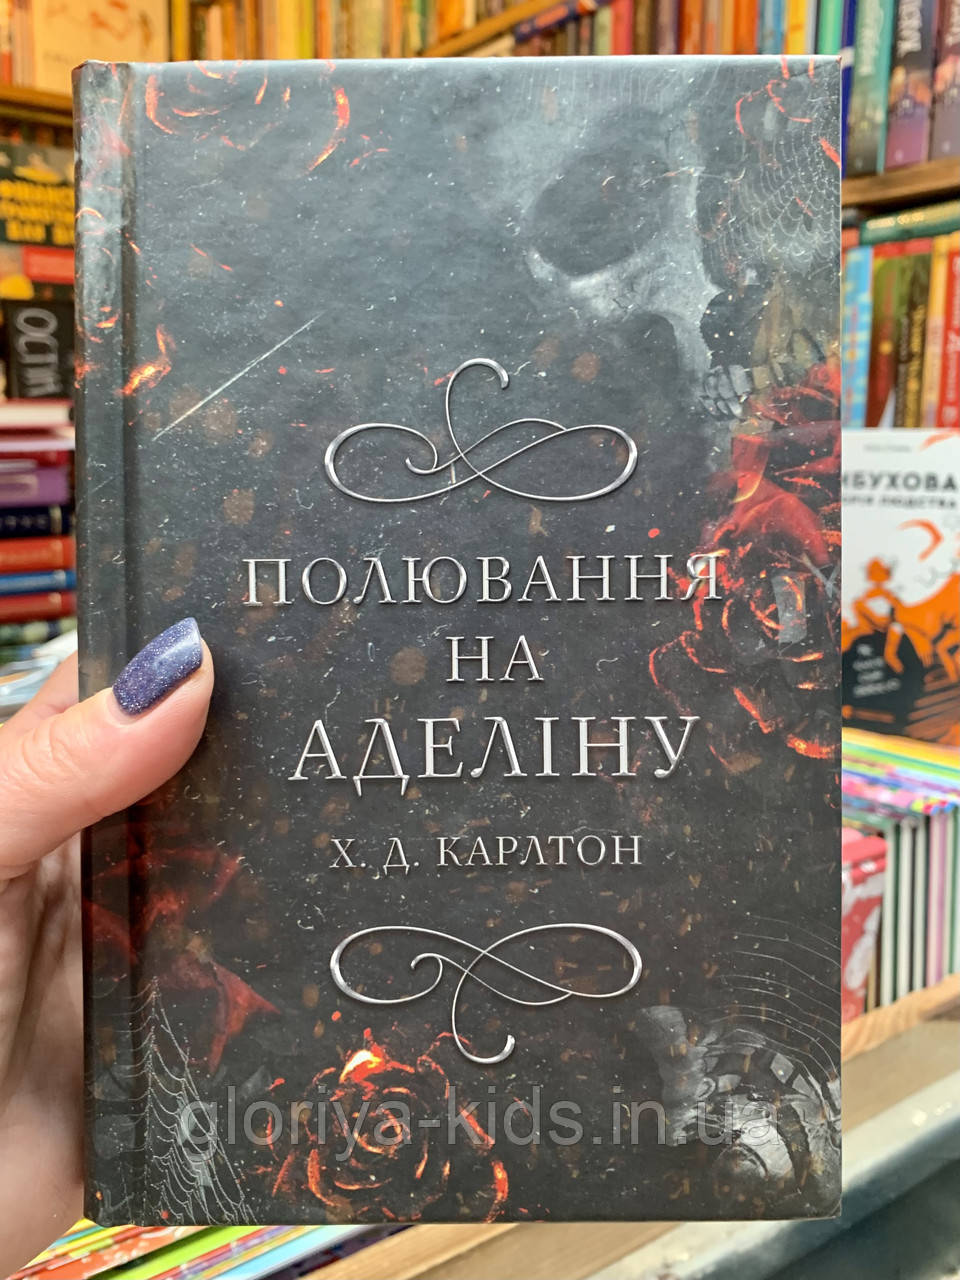 ПОЛЮВАННЯ
НА
АДЕЛІНУ
Х. Д. КАРЛТОН
gloriya-kids.in.ua